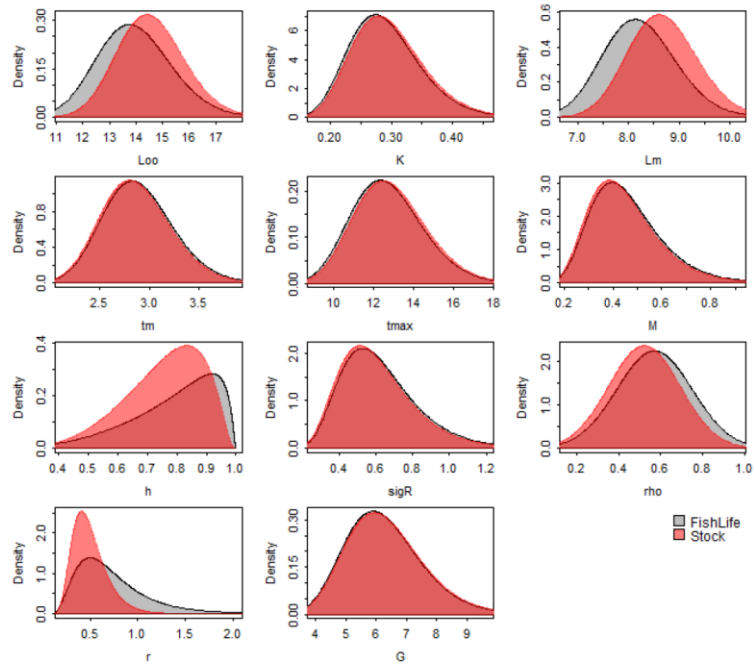 Density
0.00 0.15 0.30
11 12 13 14 15 16 17
Loo
Density
0 2 4 6
0.20 0.30 0.40
K
Density
0.0 0.2 0.4 0.6
7.0 8.0 9.0 10.0
Lm
Density
0.0 0.4 0.8
2.5 3.0 3.5
tm
Density
0.00 0.10 0.20
10 12 14 16 18
tmax
Density
0.0 1.0 2.0 3.0
0.2 0.4 0.6 0.8
M
Density
0.0 0.2 0.4
0.4 0.5 0.6 0.7 0.8 0.9 1.0
h
Density
0.0 1.0 2.0
0.4 0.6 0.8 1.0 1.2
sigR
Density
0.0 1.0 2.0
0.2 0.4 0.6 0.8 1.0
rho
Density
0.0 1.0 2.0
0.5 1.0 1.5 2.0
r
Density
0.00 0.15 0.30
4 5 6 7 8 9
G
FishLife
Stock